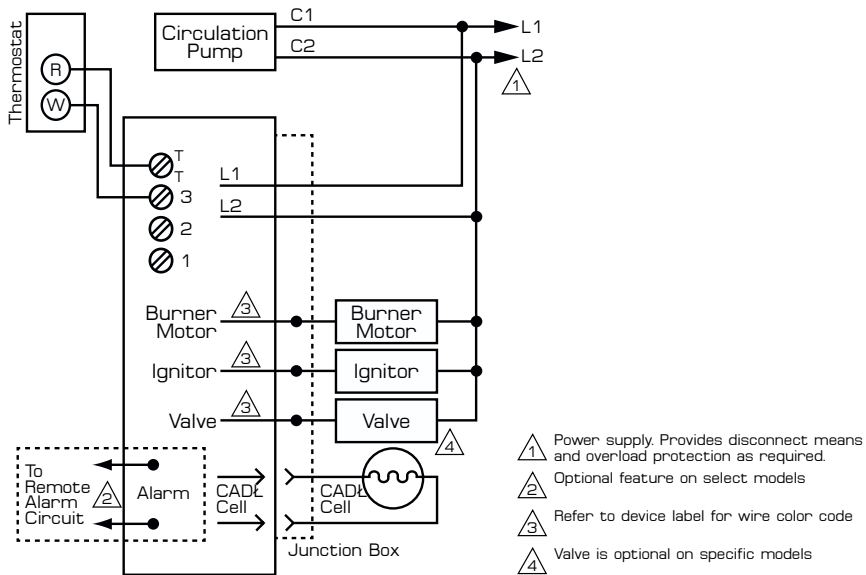 C1
Circulation
Pump
C2
L1
L2
1
Thermostat
R
W
T
T
3
2
1
L1
L2
Burner
Motor
3
Burner
Motor
Ignitor
3
Ignitor
Valve
3
Valve
4
To
Remote
Alarm
Circuit
2
Alarm
CADŁ
Cell
CADŁ
Cell
Junction Box
1 Power supply. Provides disconnect means
and overload protection as required.
2 Optional feature on select models
3 Refer to device label for wire color code
4 Valve is optional on specific models